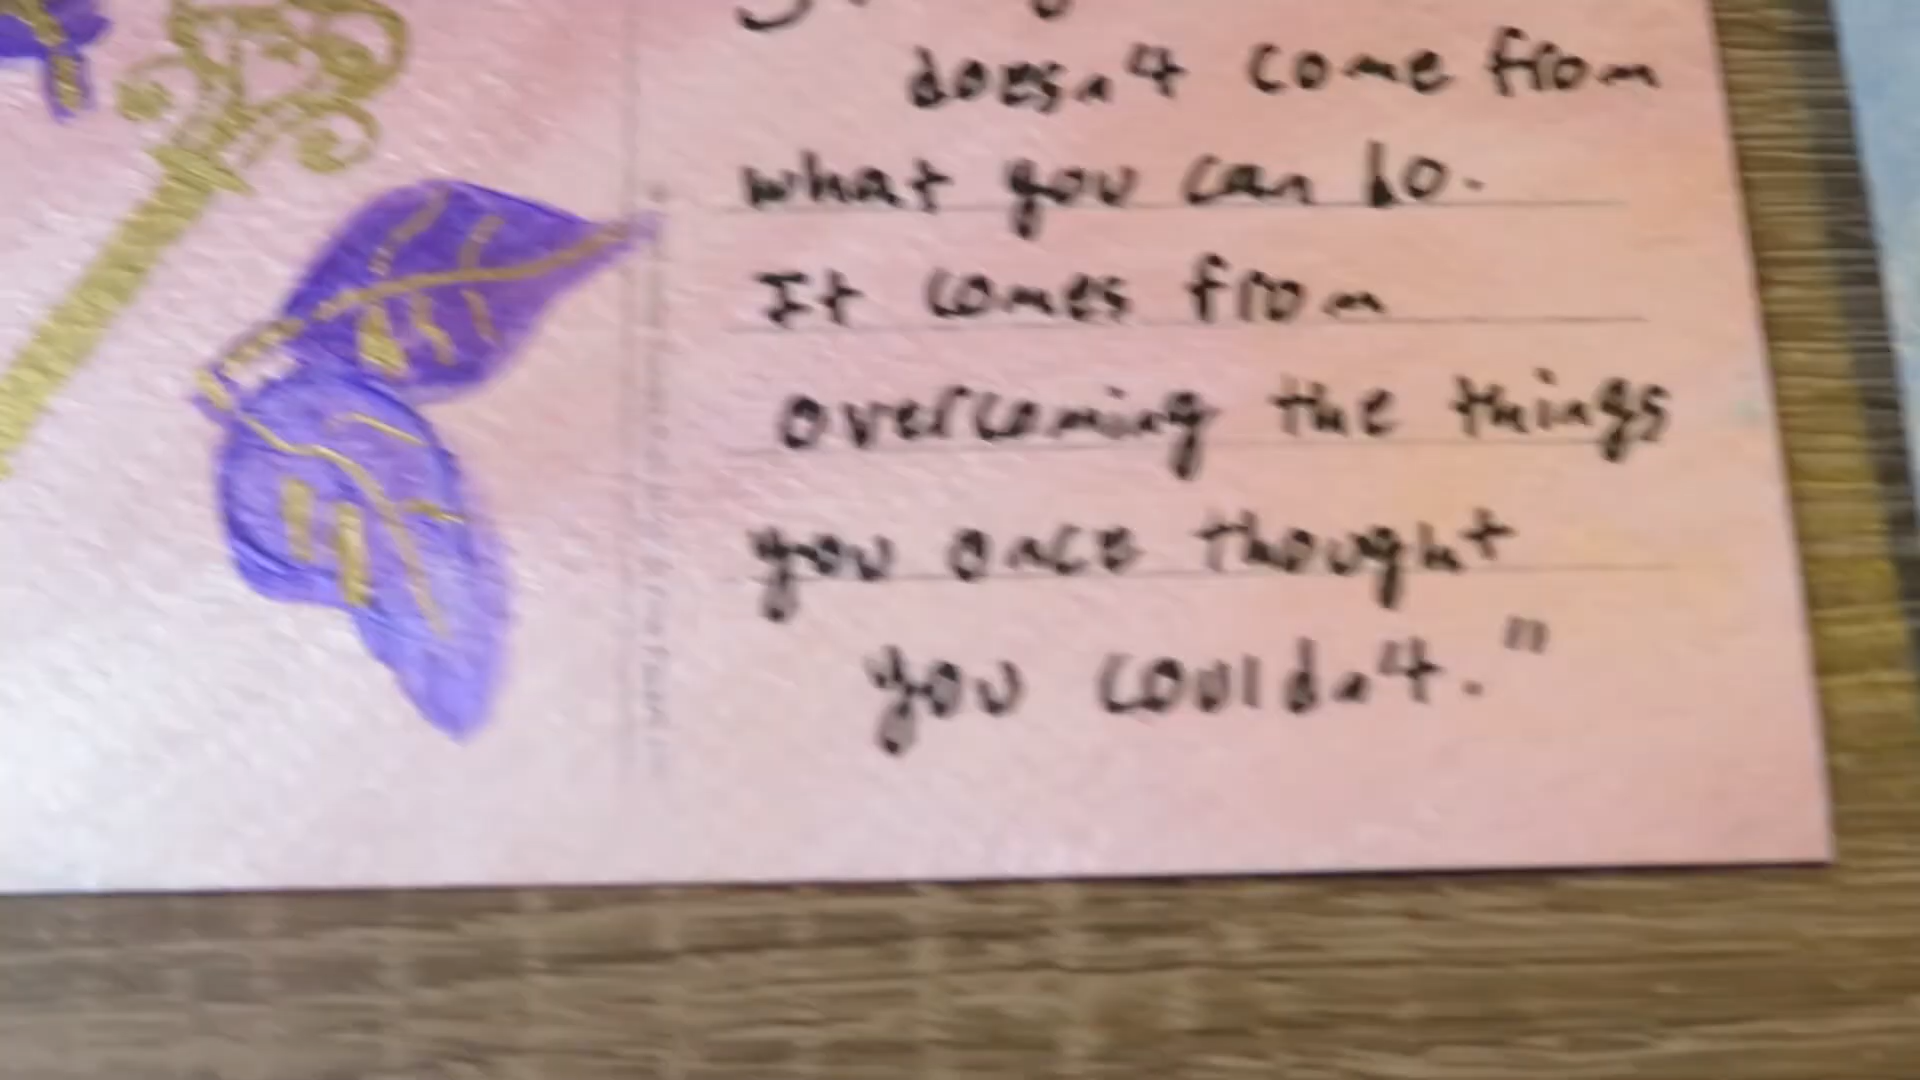 doesn't come from
what you can do.
It comes from
overcoming the things
you once thought
you couldn't."